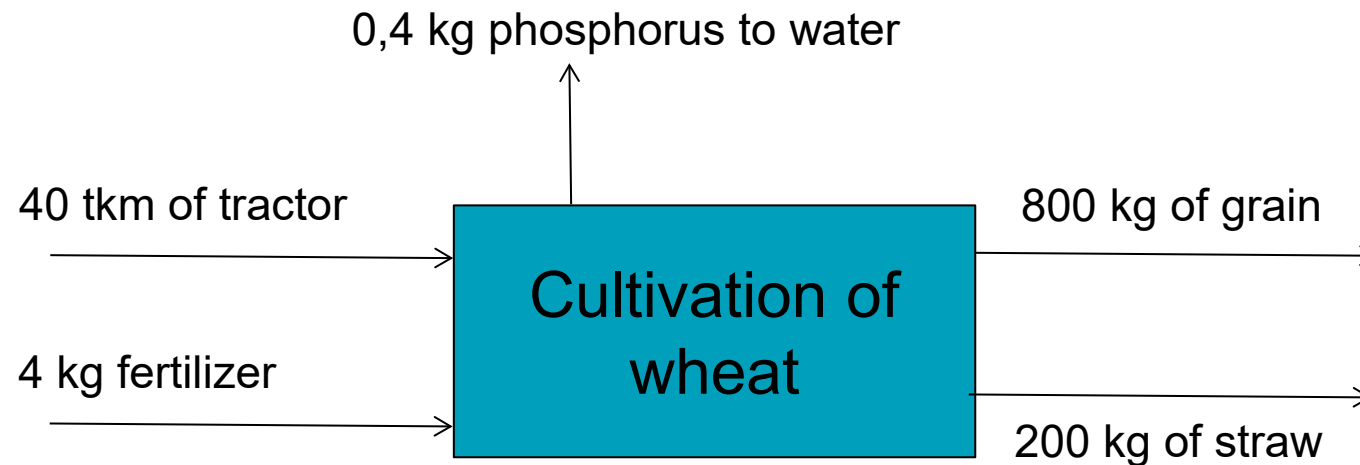 0,4 kg phosphorus to water
40 tkm of tractor
800 kg of grain
Cultivation of
wheat
4 kg fertilizer
200 kg of straw